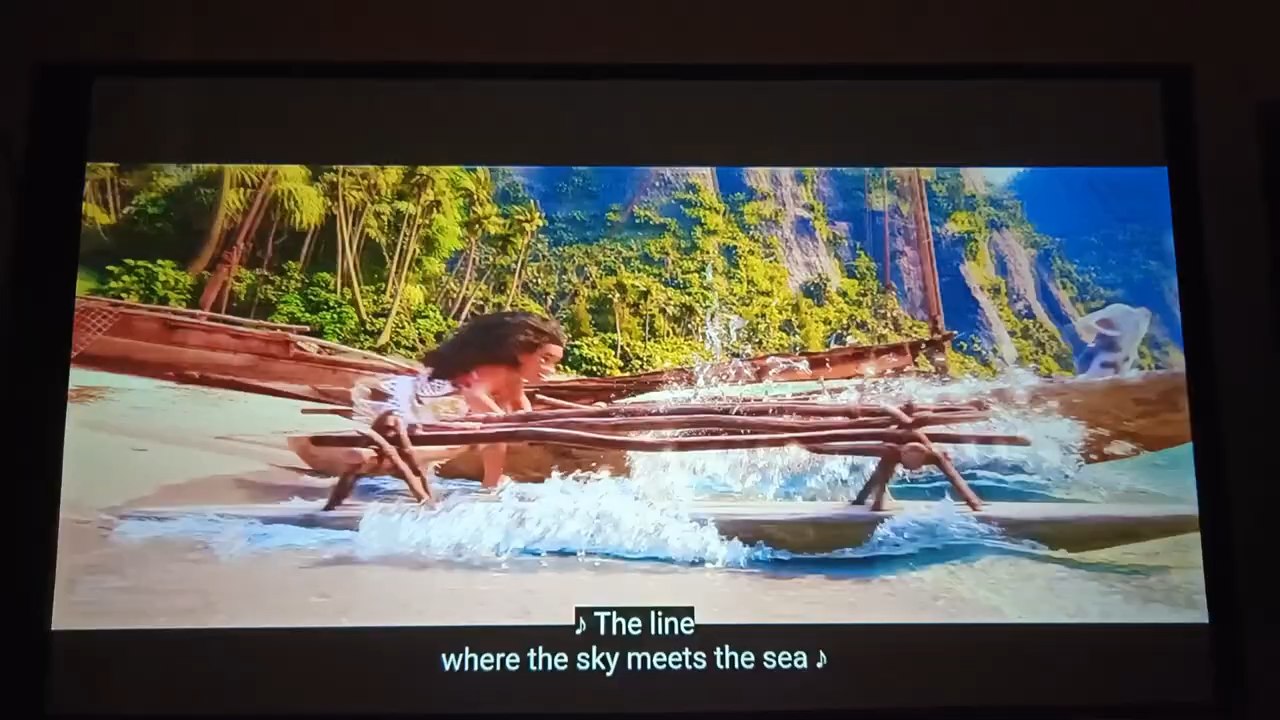 ♪ The line
where the sky meets the sea ♪